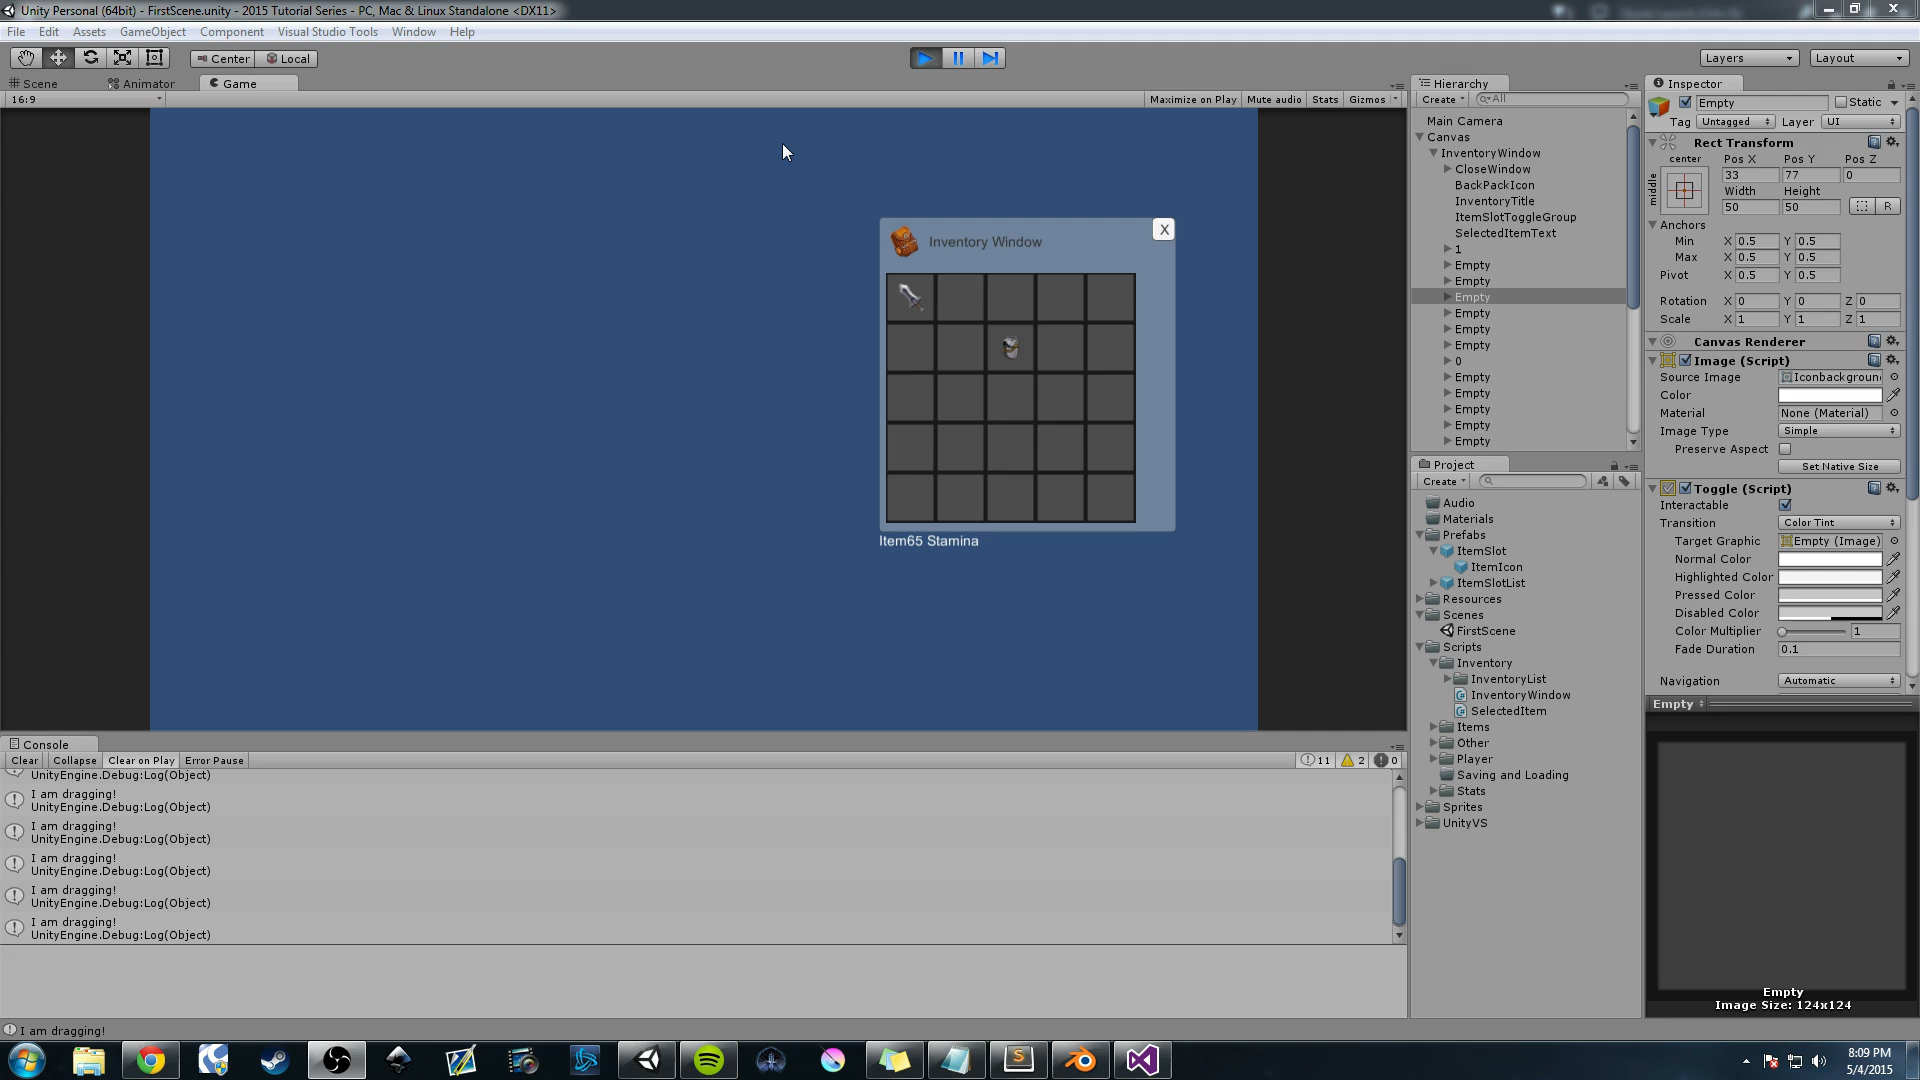 Unity Personal (64bit) - FirstScene.unity - 2015 Tutorial Series - PC, Mac & Linux Standalone <DX11>
File Edit Assets GameObject Component Visual Studio Tools Window Help
Center Local Layers Layout
Scene Animator Game
16:9 Maximize on Play Mute audio Stats Gizmos
Inventory Window X
Item65 Stamina
Hierarchy
Create All
Main Camera
Canvas
InventoryWindow
CloseWindow
BackPackIcon
InventoryTitle
ItemSlotToggleGroup
SelectedItemText
1
Empty
Empty
Empty
Empty
Empty
Empty
0
Empty
Empty
Empty
Empty
Empty
Project
Create
Audio
Materials
Prefabs
ItemSlot
ItemIcon
ItemSlotList
Resources
Scenes
FirstScene
Scripts
Inventory
InventoryList
InventoryWindow
SelectedItem
Items
Other
Player
Saving and Loading
Stats
Sprites
UnityVS
Inspector
Empty Static
Tag Untagged Layer UI
Rect Transform
center Pos X Pos Y Pos Z
middle 33 77 0
Width Height
50 50 R
Anchors
Min X 0.5 Y 0.5
Max X 0.5 Y 0.5
Pivot X 0.5 Y 0.5
Rotation X 0 Y 0 Z 0
Scale X 1 Y 1 Z 1
Canvas Renderer
Image (Script)
Source Image Iconbackgroun
Color
Material None (Material)
Image Type Simple
Preserve Aspect
Set Native Size
Toggle (Script)
Interactable
Transition Color Tint
Target Graphic Empty (Image)
Normal Color
Highlighted Color
Pressed Color
Disabled Color
Color Multiplier 1
Fade Duration 0.1
Navigation Automatic
Empty
Empty
Image Size: 124x124
Console
Clear Collapse Clear on Play Error Pause 11 2 0
UnityEngine.Debug:Log(Object)
I am dragging!
UnityEngine.Debug:Log(Object)
I am dragging!
UnityEngine.Debug:Log(Object)
I am dragging!
UnityEngine.Debug:Log(Object)
I am dragging!
UnityEngine.Debug:Log(Object)
I am dragging!
UnityEngine.Debug:Log(Object)
I am dragging!
8:09 PM
5/4/2015